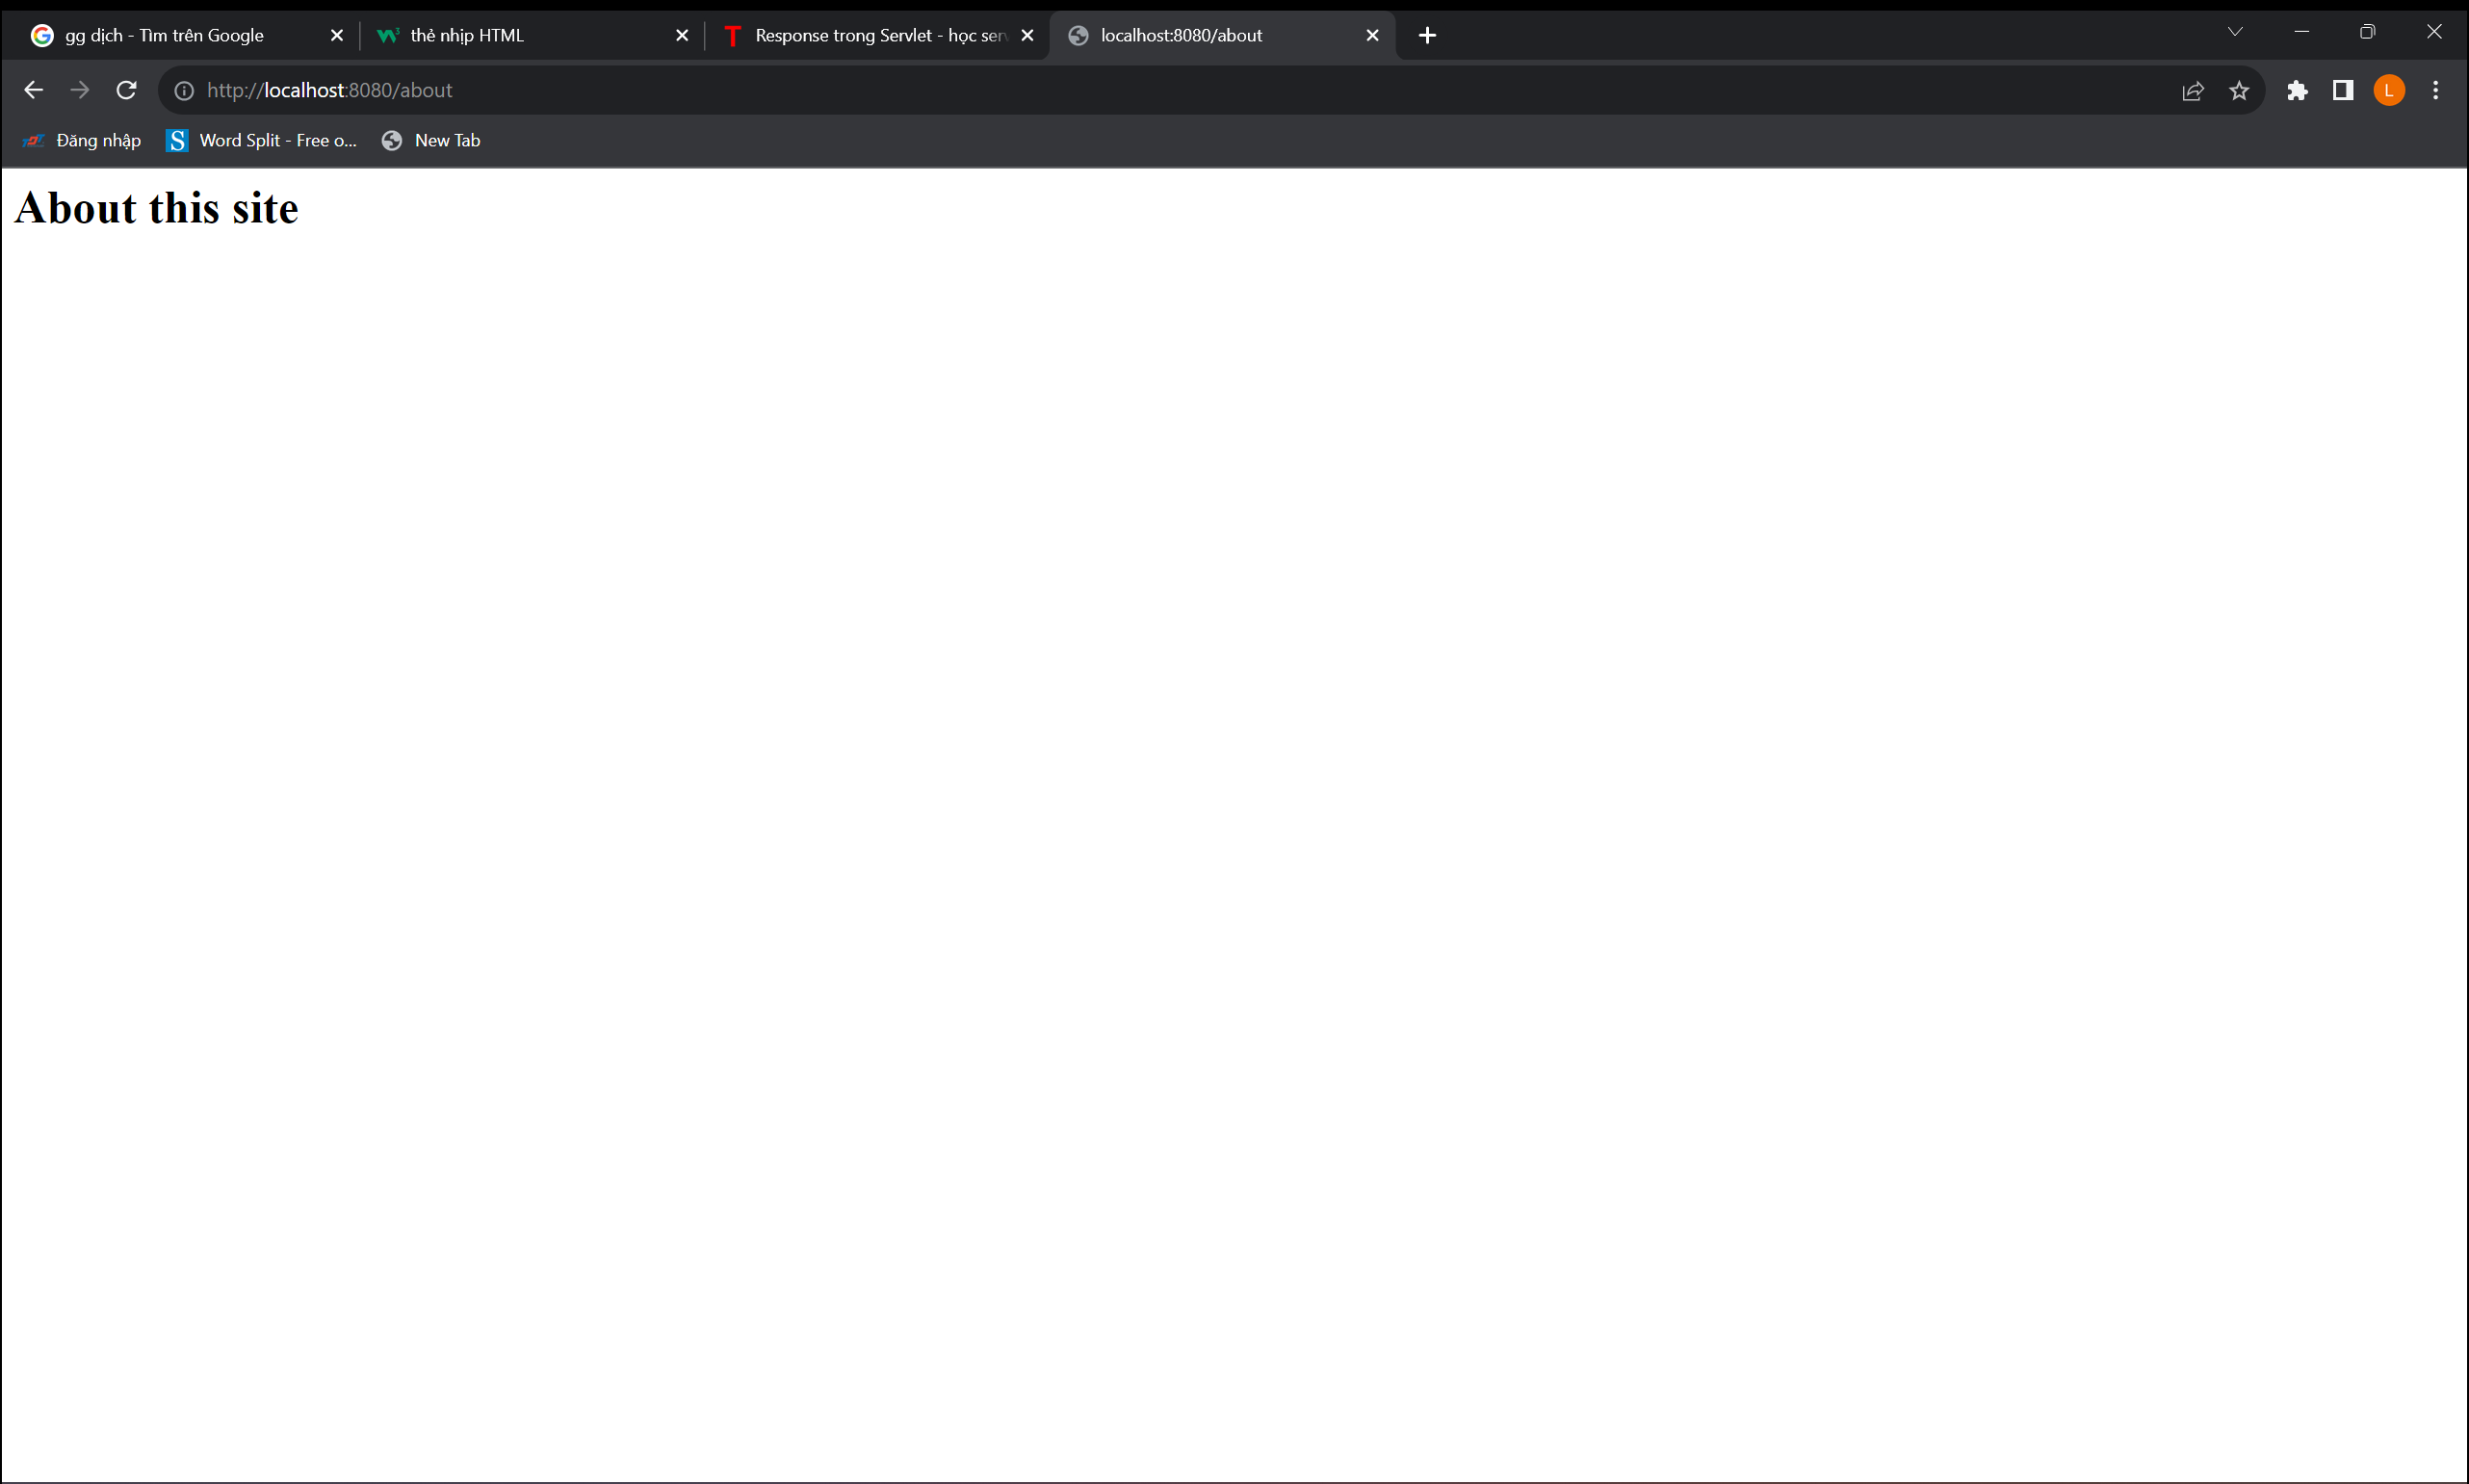 gg dịch - Tìm trên Google
thẻ nhịp HTML
Response trong Servlet - học ser
localhost:8080/about
http://localhost:8080/about
L
Đăng nhập
S Word Split - Free o...
New Tab
About this site